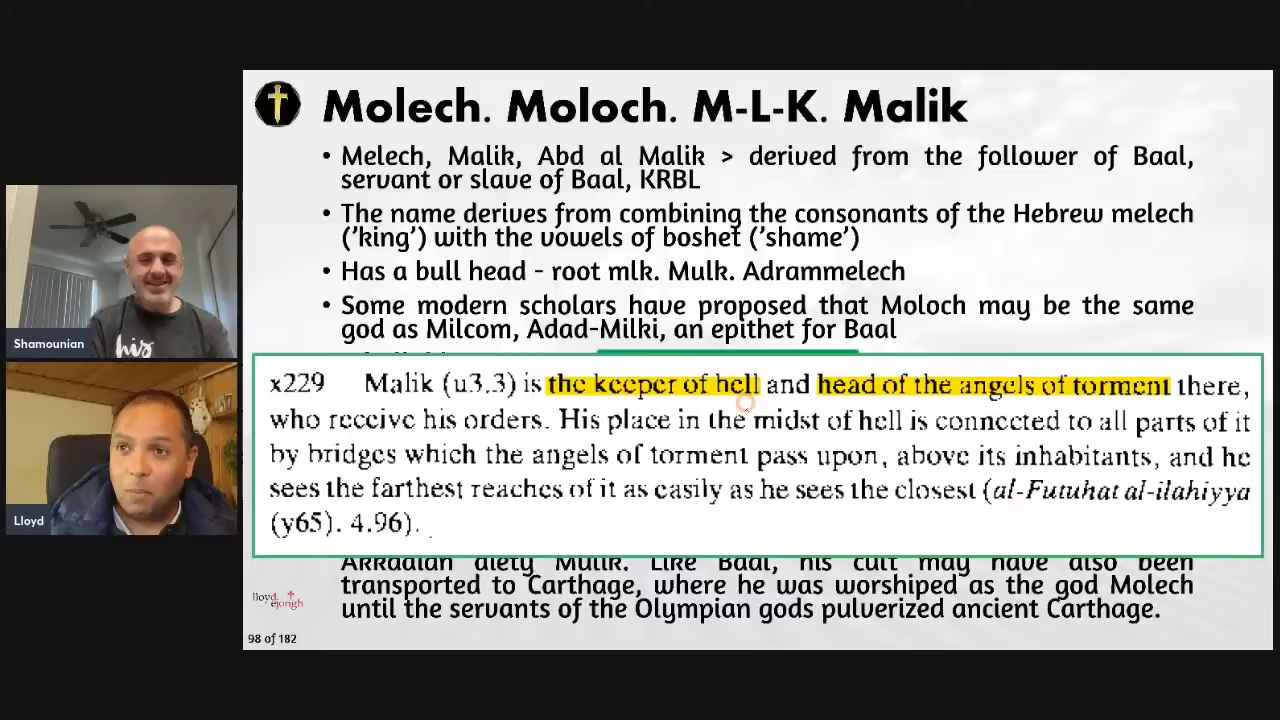 Molech. Moloch. M-L-K. Malik
• Melech, Malik, Abd al Malik > derived from the follower of Baal,
servant or slave of Baal, KRBL
• The name derives from combining the consonants of the Hebrew melech
('king') with the vowels of boshet ('shame')
• Has a bull head - root mlk. Mulk. Adrammelech
• Some modern scholars have proposed that Moloch may be the same
god as Milcom, Adad-Milki, an epithet for Baal
x229 Malik (u3.3) is the keeper of hell and head of the angels of torment there,
who receive his orders. His place in the midst of hell is connected to all parts of it
by bridges which the angels of torment pass upon, above its inhabitants, and he
sees the farthest reaches of it as easily as he sees the closest (al-Futuhat al-ilahiyya
(y65). 4.96).
Akkadian diety Mulik. Like Baal, his cult may have also been
transported to Carthage, where he was worshiped as the god Molech
until the servants of the Olympian gods pulverized ancient Carthage.
98 of 182
Shamounian
his
Lloyd